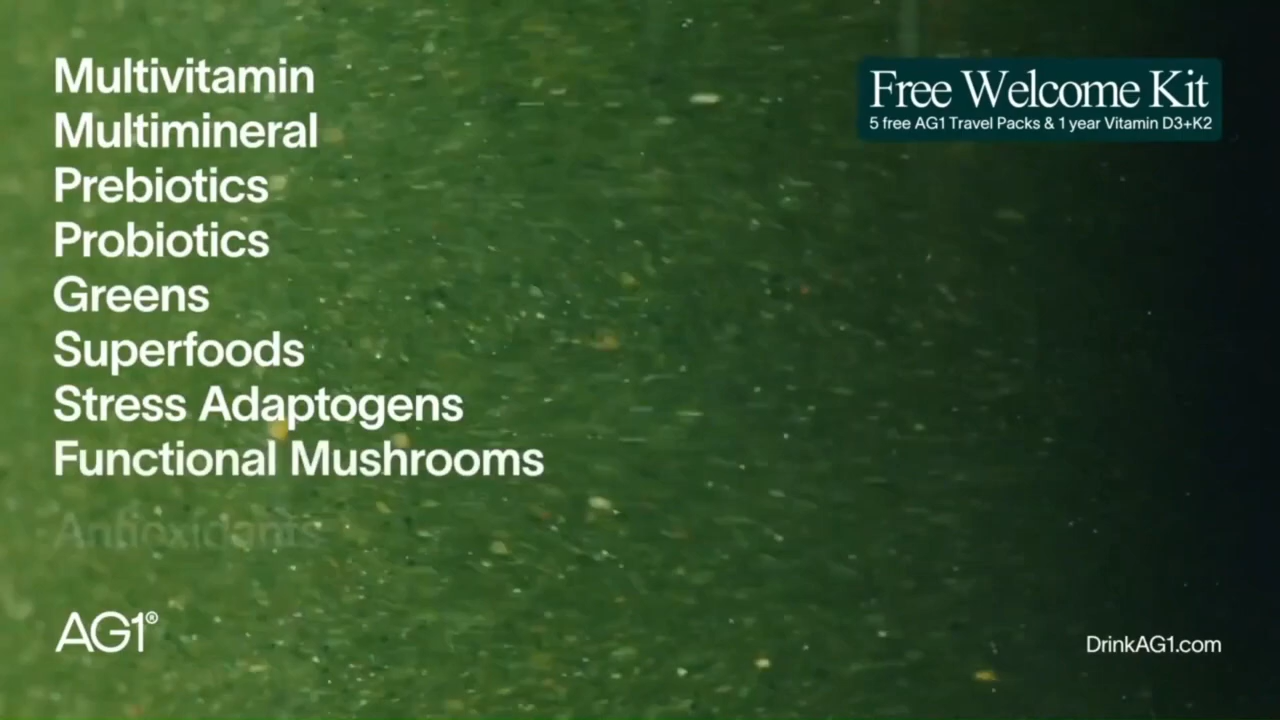 Multivitamin
Multimineral
Prebiotics
Probiotics
Greens
Superfoods
Stress Adaptogens
Functional Mushrooms
Antioxidants
Free Welcome Kit
5 free AG1 Travel Packs & 1 year Vitamin D3+K2
AG1®
DrinkAG1.com